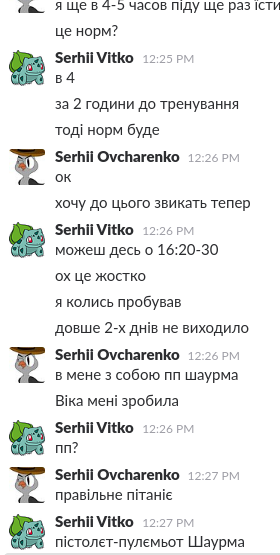 я ще в 4-5 часов піду ще раз їсти
це норм?
Serhii Vitko 12:25 PM
в 4
за 2 години до тренування
тоді норм буде
Serhii Ovcharenko 12:26 PM
ок
хочу до цього звикать тепер
Serhii Vitko 12:26 PM
можеш десь о 16:20-30
ох це жостко
я колись пробував
довше 2-х днів не виходило
Serhii Ovcharenko 12:26 PM
в мене з собою пп шаурма
Віка мені зробила
Serhii Vitko 12:26 PM
пп?
Serhii Ovcharenko 12:27 PM
правільне пітаніє
Serhii Vitko 12:27 PM
пістолєт-пулємьот Шаурма